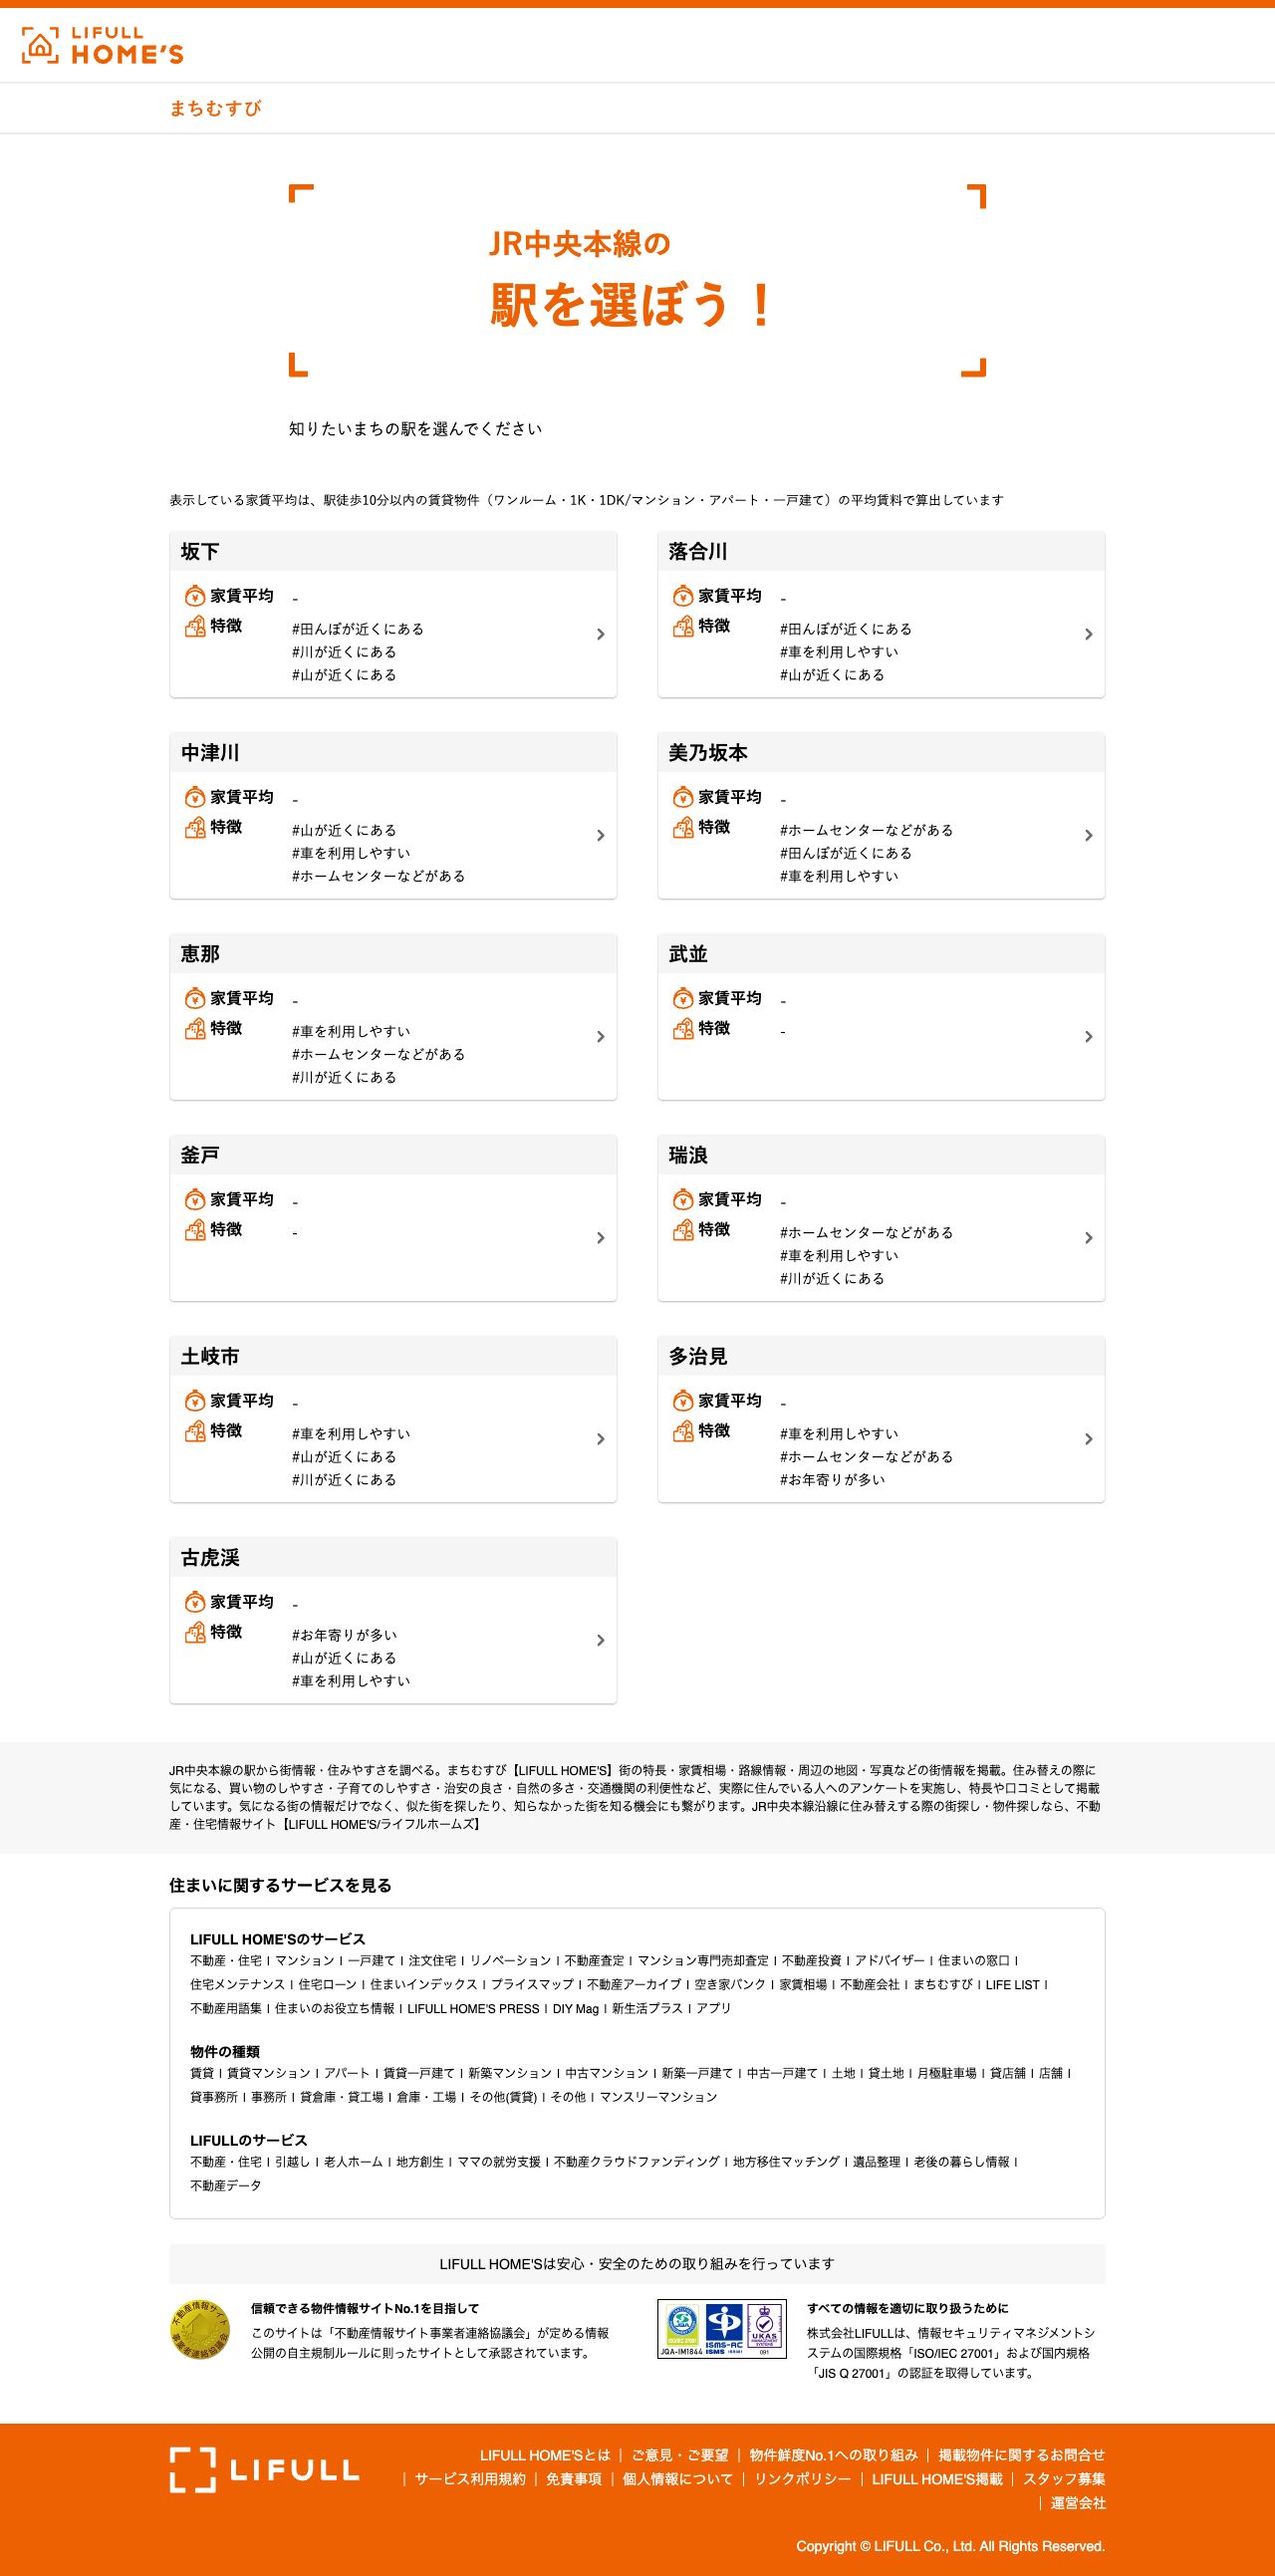 LIFULL
HOME'S
まちむすび
JR中央本線の
駅を選ぼう！
知りたいまちの駅を選んでください
表示している家賃平均は、駅徒歩10分以内の賃貸物件（ワンルーム・1K・1DK/マンション・アパート・一戸建て）の平均賃料で算出しています
坂下
家賃平均 -
特徴 #田んぼが近くにある
#川が近くにある
#山が近くにある
落合川
家賃平均 -
特徴 #田んぼが近くにある
#車を利用しやすい
#山が近くにある
中津川
家賃平均 -
特徴 #山が近くにある
#車を利用しやすい
#ホームセンターなどがある
美乃坂本
家賃平均 -
特徴 #ホームセンターなどがある
#田んぼが近くにある
#車を利用しやすい
恵那
家賃平均 -
特徴 #車を利用しやすい
#ホームセンターなどがある
#川が近くにある
武並
家賃平均 -
特徴 -
釜戸
家賃平均 -
特徴 -
瑞浪
家賃平均 -
特徴 #ホームセンターなどがある
#車を利用しやすい
#川が近くにある
土岐市
家賃平均 -
特徴 #車を利用しやすい
#山が近くにある
#川が近くにある
多治見
家賃平均 -
特徴 #車を利用しやすい
#ホームセンターなどがある
#お年寄りが多い
古虎渓
家賃平均 -
特徴 #お年寄りが多い
#山が近くにある
#車を利用しやすい
JR中央本線の駅から街情報・住みやすさを調べる。まちむすび【LIFULL HOME'S】街の特長・家賃相場・路線情報・周辺の地図・写真などの街情報を掲載。住み替えの際に
気になる、買い物のしやすさ・子育てのしやすさ・治安の良さ・自然の多さ・交通機関の利便性など、実際に住んでいる人へのアンケートを実施し、特長や口コミとして掲載
しています。気になる街の情報だけでなく、似た街を探したり、知らなかった街を知る機会にも繋がります。JR中央本線沿線に住み替えする際の街探し・物件探しなら、不動
産・住宅情報サイト【LIFULL HOME'S/ライフルホームズ】
住まいに関するサービスを見る
LIFULL HOME'Sのサービス
不動産・住宅 | マンション | 一戸建て | 注文住宅 | リノベーション | 不動産査定 | マンション専門売却査定 | 不動産投資 | アドバイザー | 住まいの窓口 |
住宅メンテナンス | 住宅ローン | 住まいインデックス | プライスマップ | 不動産アーカイブ | 空き家バンク | 家賃相場 | 不動産会社 | まちむすび | LIFE LIST |
不動産用語集 | 住まいのお役立ち情報 | LIFULL HOME'S PRESS | DIY Mag | 新生活プラス | アプリ
物件の種類
賃貸 | 賃貸マンション | アパート | 賃貸一戸建て | 新築マンション | 中古マンション | 新築一戸建て | 中古一戸建て | 土地 | 貸土地 | 月極駐車場 | 貸店舗 | 店舗 |
貸事務所 | 事務所 | 貸倉庫・貸工場 | 倉庫・工場 | その他(賃貸) | その他 | マンスリーマンション
LIFULLのサービス
不動産・住宅 | 引越し | 老人ホーム | 地方創生 | ママの就労支援 | 不動産クラウドファンディング | 地方移住マッチング | 遺品整理 | 老後の暮らし情報 |
不動産データ
LIFULL HOME'Sは安心・安全のための取り組みを行っています
不動産情報サイト
事業者連絡協議会
信頼できる物件情報サイトNo.1を目指して
このサイトは「不動産情報サイト事業者連絡協議会」が定める情報
公開の自主規制ルールに則ったサイトとして承認されています。
JQA-IM1844
ISMS-AC
ISMS
UKAS
MANAGEMENT
SYSTEMS
すべての情報を適切に取り扱うために
株式会社LIFULLは、情報セキュリティマネジメントシ
ステムの国際規格「ISO/IEC 27001」および国内規格
「JIS Q 27001」の認証を取得しています。
LIFULL
LIFULL HOME'Sとは | ご意見・ご要望 | 物件鮮度No.1への取り組み | 掲載物件に関するお問合せ
| サービス利用規約 | 免責事項 | 個人情報について | リンクポリシー | LIFULL HOME'S掲載 | スタッフ募集
| 運営会社
Copyright © LIFULL Co., Ltd. All Rights Reserved.